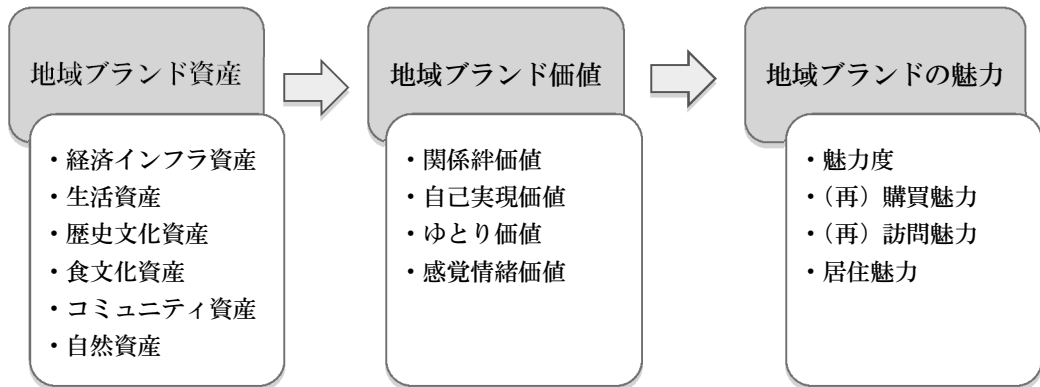 地域ブランド資産
・経済インフラ資産
・生活資産
・歴史文化資産
・食文化資産
・コミュニティ資産
・自然資産
地域ブランド価値
・関係絆価値
・自己実現価値
・ゆとり価値
・感覚情緒価値
地域ブランドの魅力
・魅力度
・（再）購買魅力
・（再）訪問魅力
・居住魅力